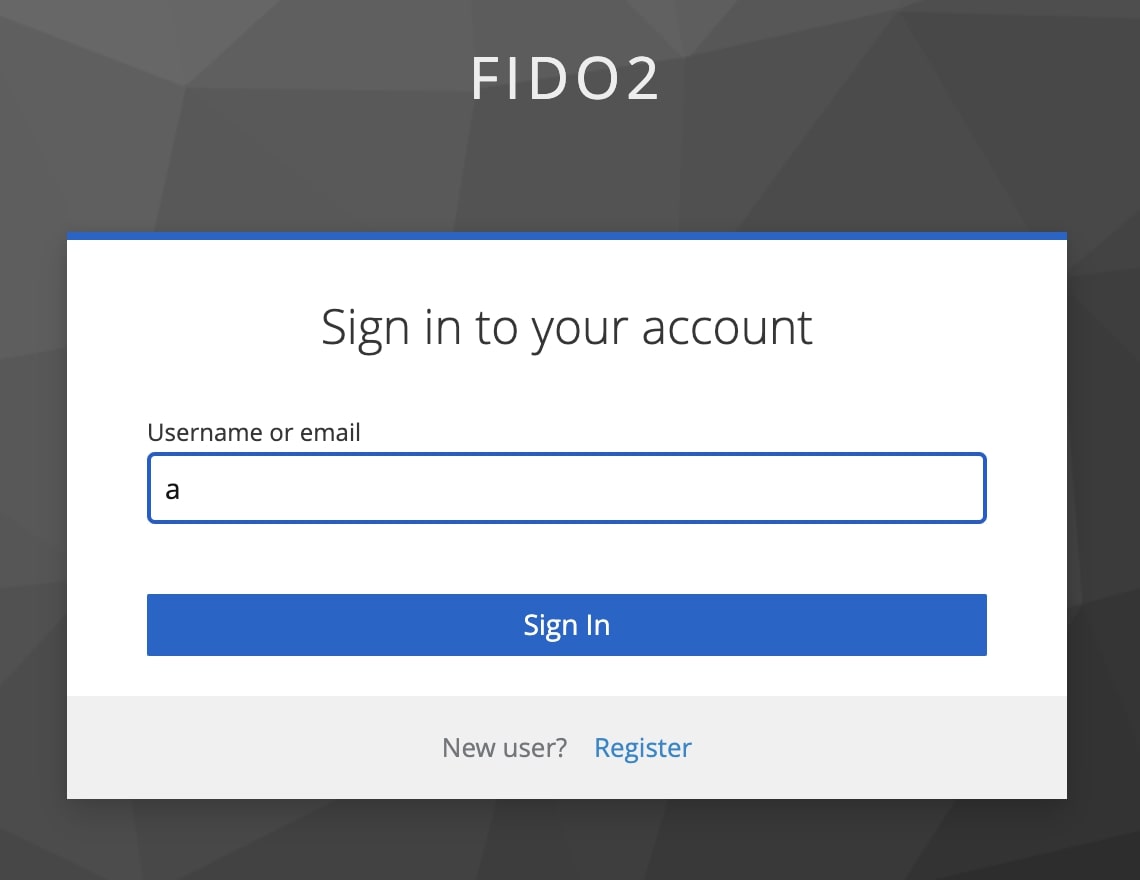 FIDO2
Sign in to your account
Username or email
a
Sign In
New user? Register